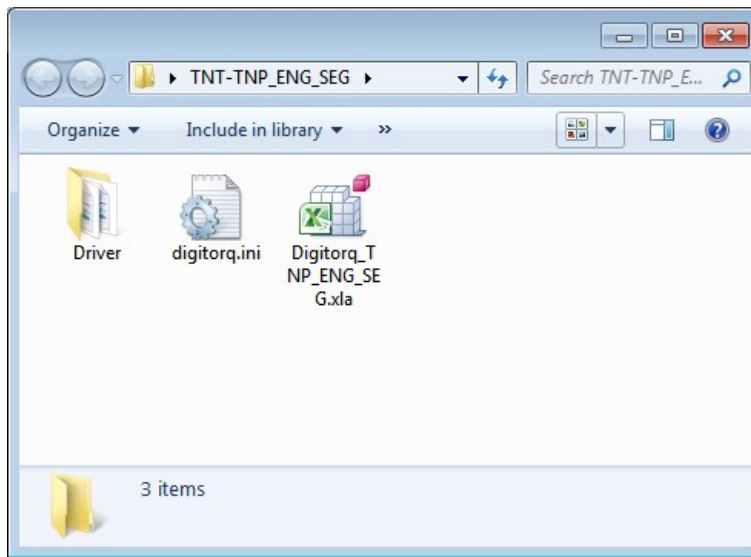 TNT-TNP_ENG_SEG
Search TNT-TNP_E...
Organize
Include in library
»
Driver
digitorq.ini
Digitorq_T
NP_ENG_SE
G.xla
3 items